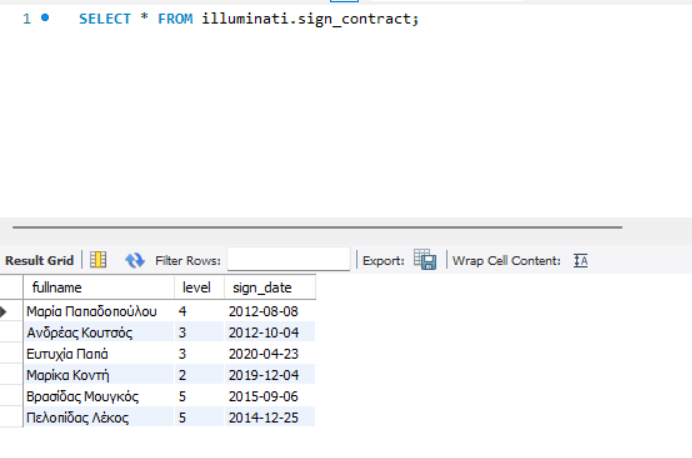 1 SELECT * FROM illuminati.sign_contract;
Result Grid Filter Rows: Export: Wrap Cell Content: IA
fullname level sign_date
Μαρία Παπαδοπούλου 4 2012-08-08
Ανδρέας Κουτσός 3 2012-10-04
Ευτυχία Παπά 3 2020-04-23
Μαρίκα Κοντή 2 2019-12-04
Βρασίδας Μουγκός 5 2015-09-06
Πελοπίδας Λέκος 5 2014-12-25